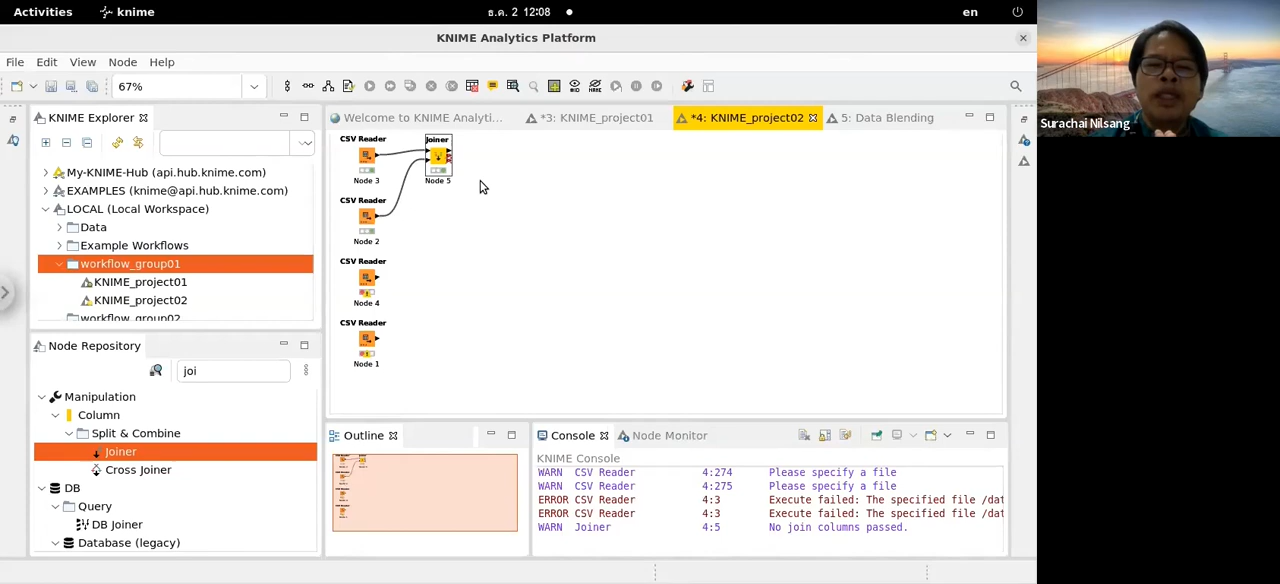 Activities
knime
ธ.ค. 2 12:08
en
KNIME Analytics Platform
File Edit View Node Help
67%
KNIME Explorer
Welcome to KNIME Analyti...
*3: KNIME_project01
*4: KNIME_project02
5: Data Blending
My-KNIME-Hub (api.hub.knime.com)
EXAMPLES (knime@api.hub.knime.com)
LOCAL (Local Workspace)
Data
Example Workflows
workflow_group01
KNIME_project01
KNIME_project02
workflow_group02
CSV Reader
Node 3
Joiner
Node 5
CSV Reader
Node 2
CSV Reader
Node 4
CSV Reader
Node 1
Node Repository
joi
Manipulation
Column
Split & Combine
Joiner
Cross Joiner
DB
Query
DB Joiner
Database (legacy)
Outline
Console
Node Monitor
KNIME Console
WARN CSV Reader 4:274 Please specify a file
WARN CSV Reader 4:275 Please specify a file
ERROR CSV Reader 4:3 Execute failed: The specified file /dat
ERROR CSV Reader 4:3 Execute failed: The specified file /dat
WARN Joiner 4:5 No join columns passed.
Surachai Nilsang